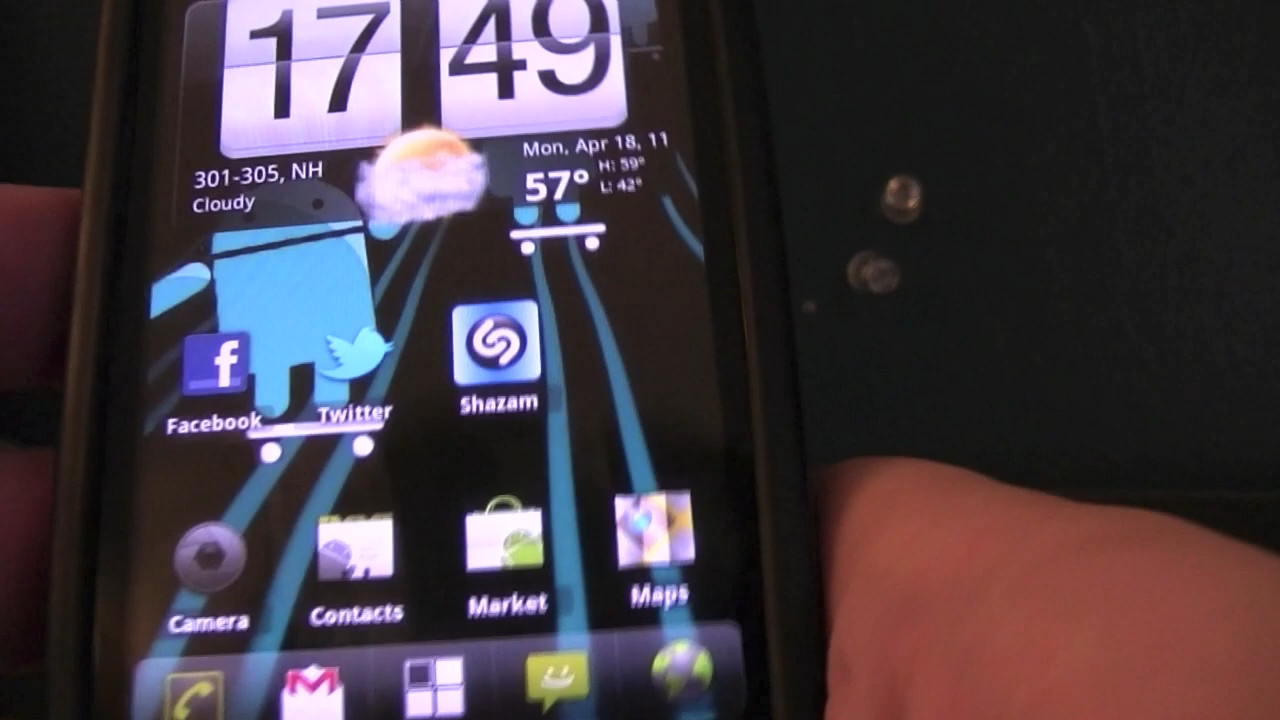 17 49
301-305, NH
Cloudy
Mon, Apr 18, 11
57°
H: 59°
L: 42°
Facebook
Twitter
Shazam
Camera
Contacts
Market
Maps